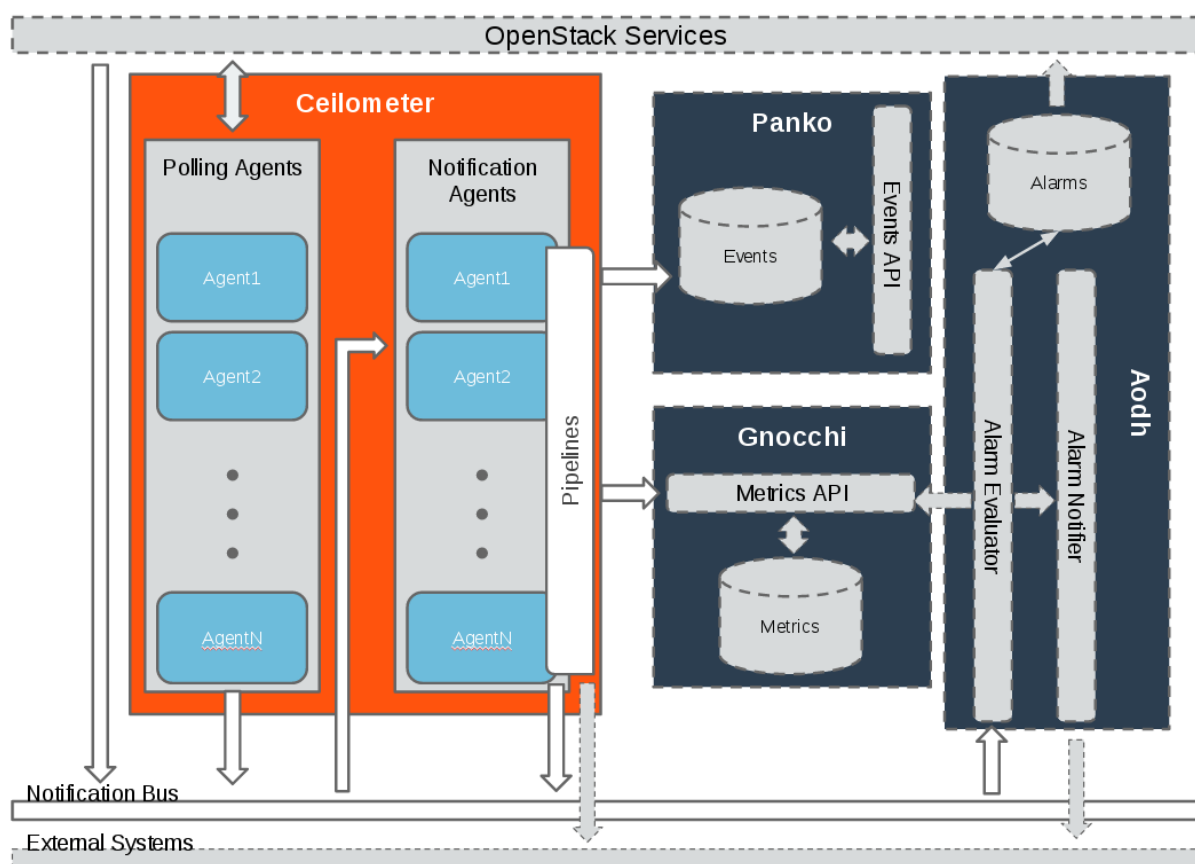 OpenStack Services
Ceilometer
Polling Agents
Agent1
Agent2
AgentN
Notification
Agents
Agent1
Agent2
AgentN
Pipelines
Panko
Events
Events API
Gnocchi
Metrics API
Metrics
Alarms
Alarm Evaluator
Alarm Notifier
Aodh
Notification Bus
External Systems